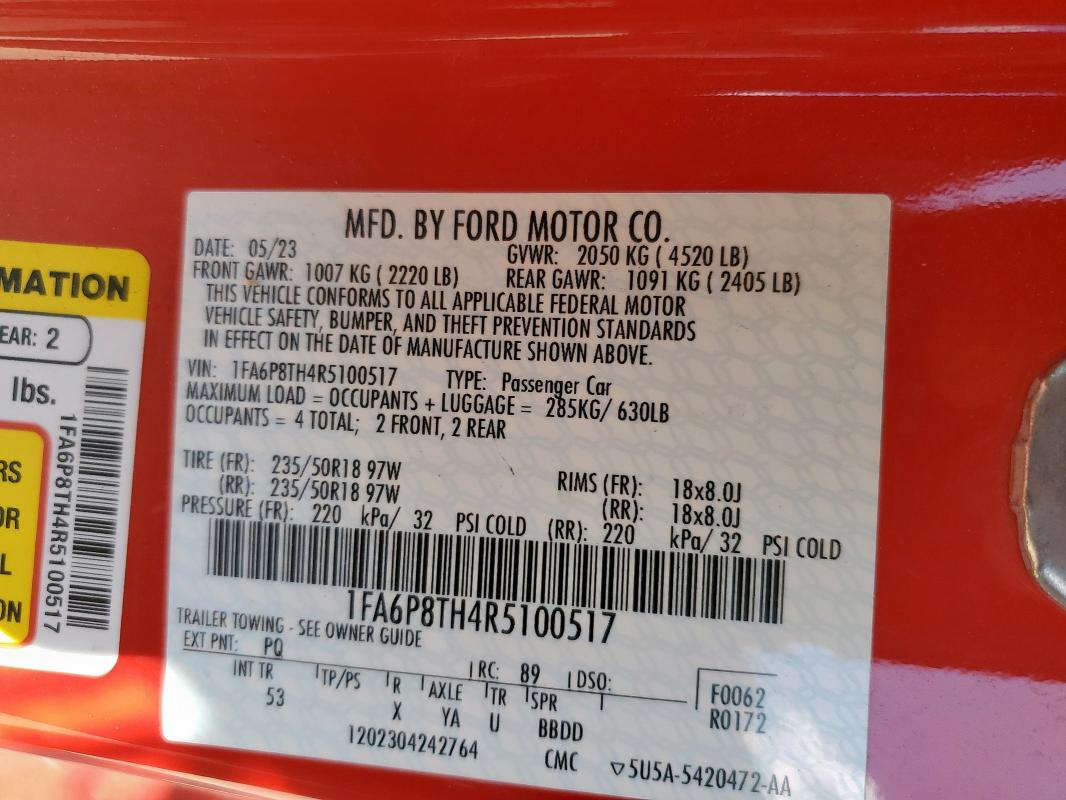 MATION
EAR: 2
lbs.
1FA6P8TH4R5100517
RS
OR
L
ON
MFD. BY FORD MOTOR CO.
DATE: 05/23 GVWR: 2050 KG ( 4520 LB)
FRONT GAWR: 1007 KG ( 2220 LB) REAR GAWR: 1091 KG ( 2405 LB)
THIS VEHICLE CONFORMS TO ALL APPLICABLE FEDERAL MOTOR
VEHICLE SAFETY, BUMPER, AND THEFT PREVENTION STANDARDS
IN EFFECT ON THE DATE OF MANUFACTURE SHOWN ABOVE.
VIN: 1FA6P8TH4R5100517 TYPE: Passenger Car
MAXIMUM LOAD = OCCUPANTS + LUGGAGE = 285KG/ 630LB
OCCUPANTS = 4 TOTAL; 2 FRONT, 2 REAR
TIRE (FR): 235/50R18 97W RIMS (FR): 18x8.0J
(RR): 235/50R18 97W (RR): 18x8.0J
PRESSURE (FR): 220 kPa/ 32 PSI COLD (RR): 220 kPa/ 32 PSI COLD
1FA6P8TH4R5100517
TRAILER TOWING - SEE OWNER GUIDE
EXT PNT: PQ RC: 89 DSO: F0062
INT TR TP/PS R AXLE TR SPR R0172
53 X YA U BBDD
1202304242764 CMC ▽5U5A-5420472-AA